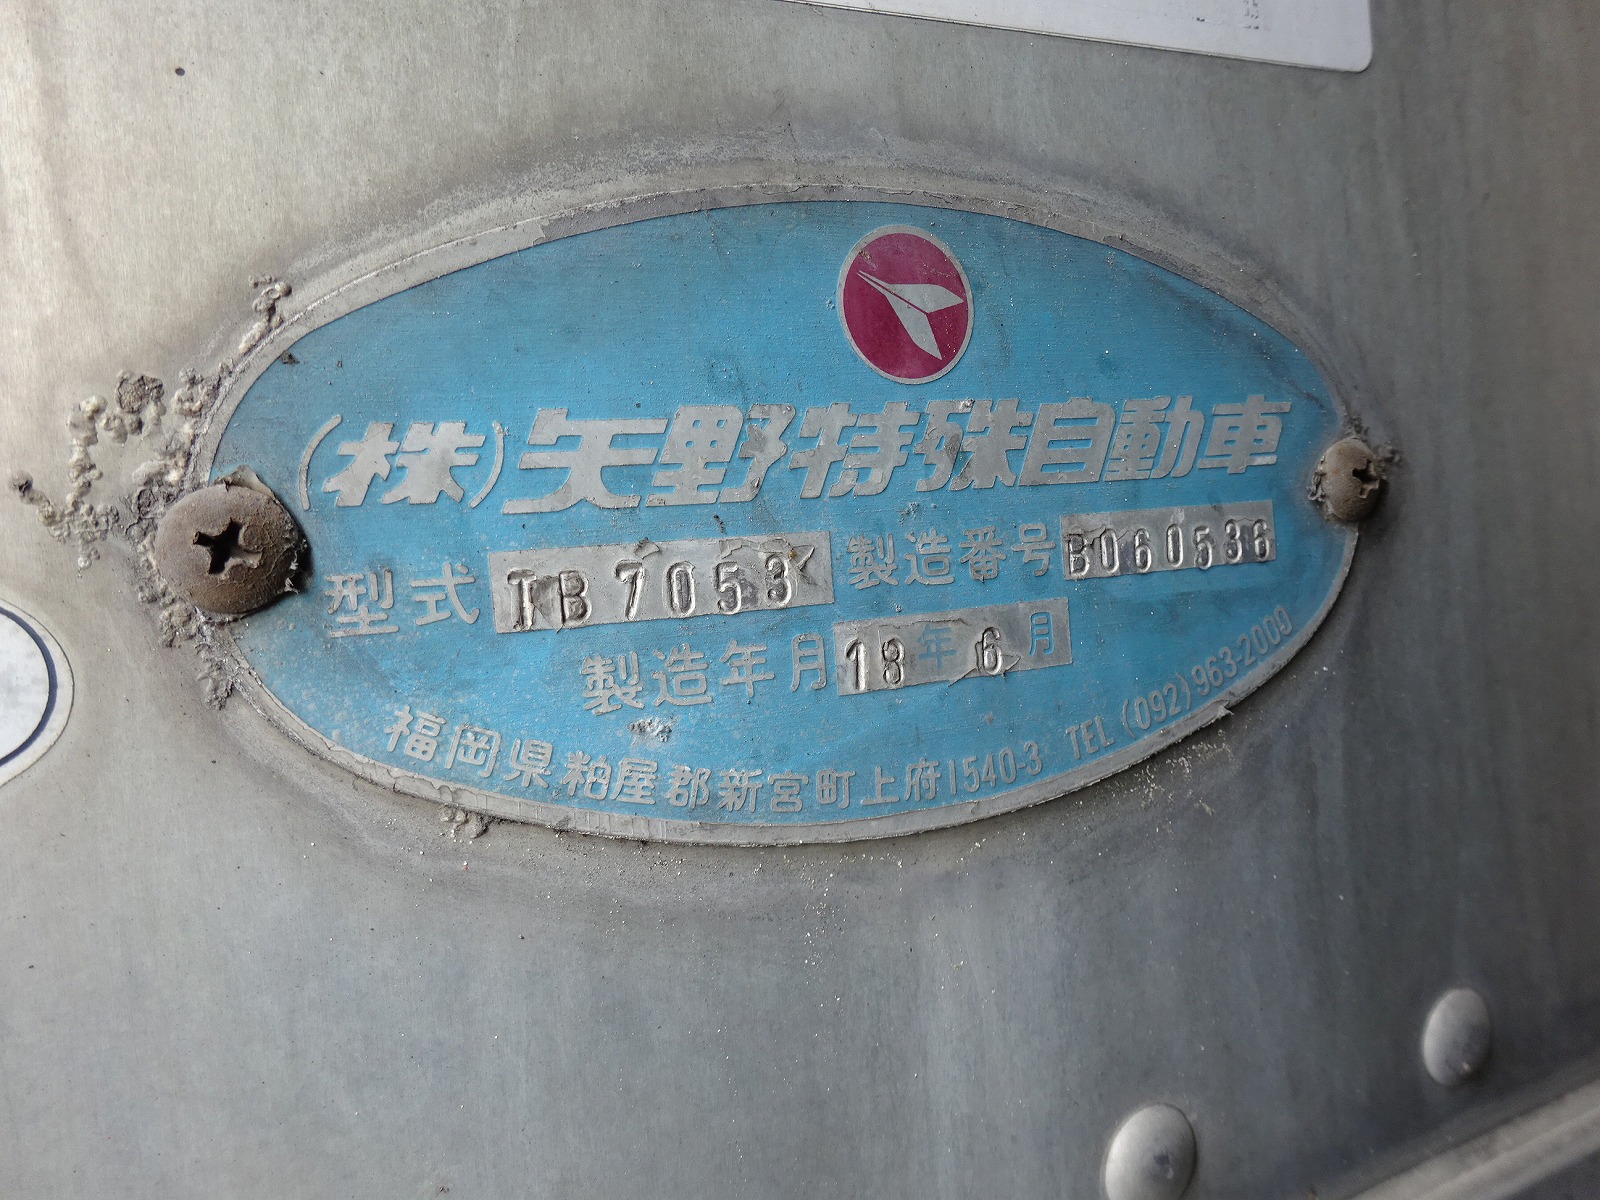 (株)矢野特殊自動車
型式 TB7053 製造番号 B060536
製造年月 18年 6月
福岡県粕屋郡新宮町上府1540-3 TEL (092)963-2000